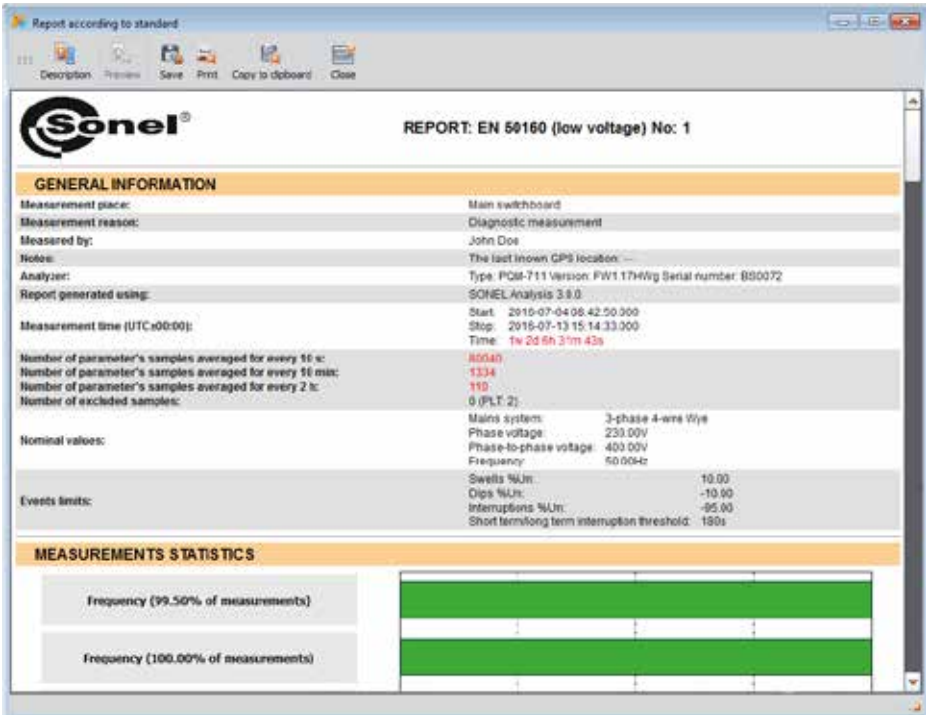 Report according to standard
Description Preview Save Print Copy to clipboard Close
Sonel®
REPORT: EN 50160 (low voltage) No: 1
GENERAL INFORMATION
Measurement place: Main switchboard
Measurement reason: Diagnostic measurement
Measured by: John Doe
Notes: The last known GPS location: ---
Analyzer: Type: PQM-711 Version: FW1.17HWg Serial number: BS0072
Report generated using: SONEL Analysis 3.0.0
Measurement time (UTC±00:00):
Start: 2016-07-04 08:42:50.000
Stop: 2016-07-13 15:14:33.000
Time: 1w 2d 6h 31m 43s
Number of parameter's samples averaged for every 10 s: 80040
Number of parameter's samples averaged for every 10 min: 1334
Number of parameter's samples averaged for every 2 h: 110
Number of excluded samples: 0 (PLT: 2)
Nominal values:
Mains system: 3-phase 4-wire Wye
Phase voltage: 230.00V
Phase-to-phase voltage: 400.00V
Frequency: 50.00Hz
Events limits:
Swells %Un: 10.00
Dips %Un: -10.00
Interruptions %Un: -95.00
Short term/long term interruption threshold: 180s
MEASUREMENTS STATISTICS
Frequency (99.50% of measurements)
Frequency (100.00% of measurements)